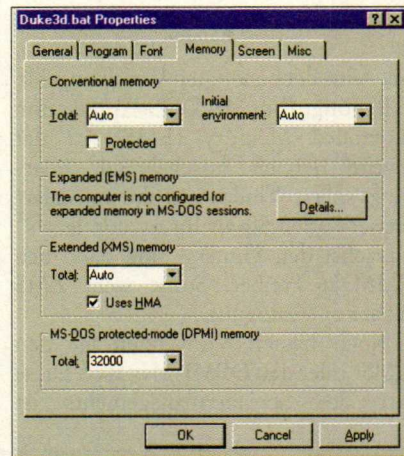 Duke3d.bat Properties
General Program Font Memory Screen Misc
Conventional memory
Total: Auto
Initial environment: Auto
Protected
Expanded (EMS) memory
The computer is not configured for
expanded memory in MS-DOS sessions.
Details...
Extended (XMS) memory
Total: Auto
Uses HMA
MS-DOS protected-mode (DPMI) memory
Total: 32000
OK Cancel Apply